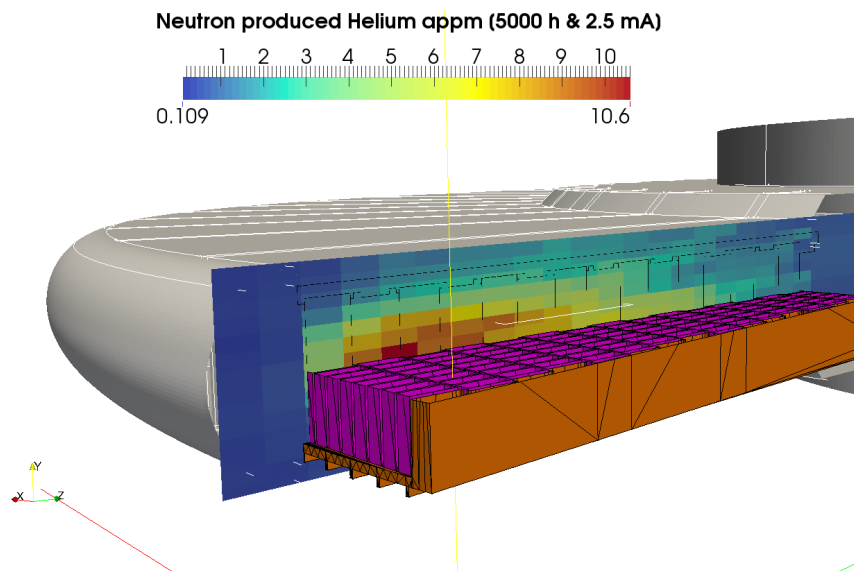 Neutron produced Helium appm (5000 h & 2.5 mA)
1 2 3 4 5 6 7 8 9 10
0.109 10.6
Y
X Z